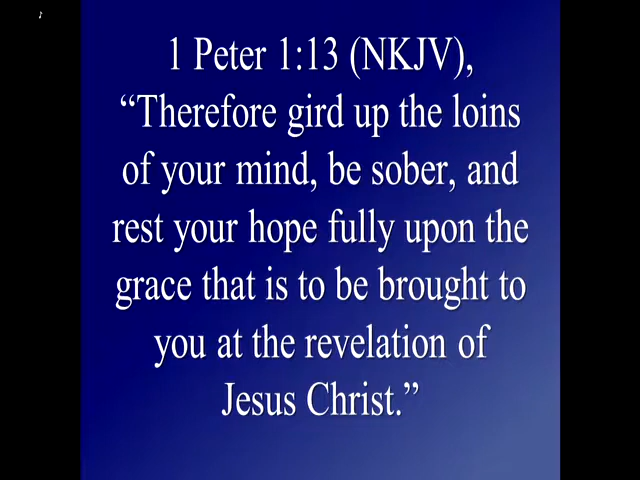 1 Peter 1:13 (NKJV),
“Therefore gird up the loins
of your mind, be sober, and
rest your hope fully upon the
grace that is to be brought to
you at the revelation of
Jesus Christ.”